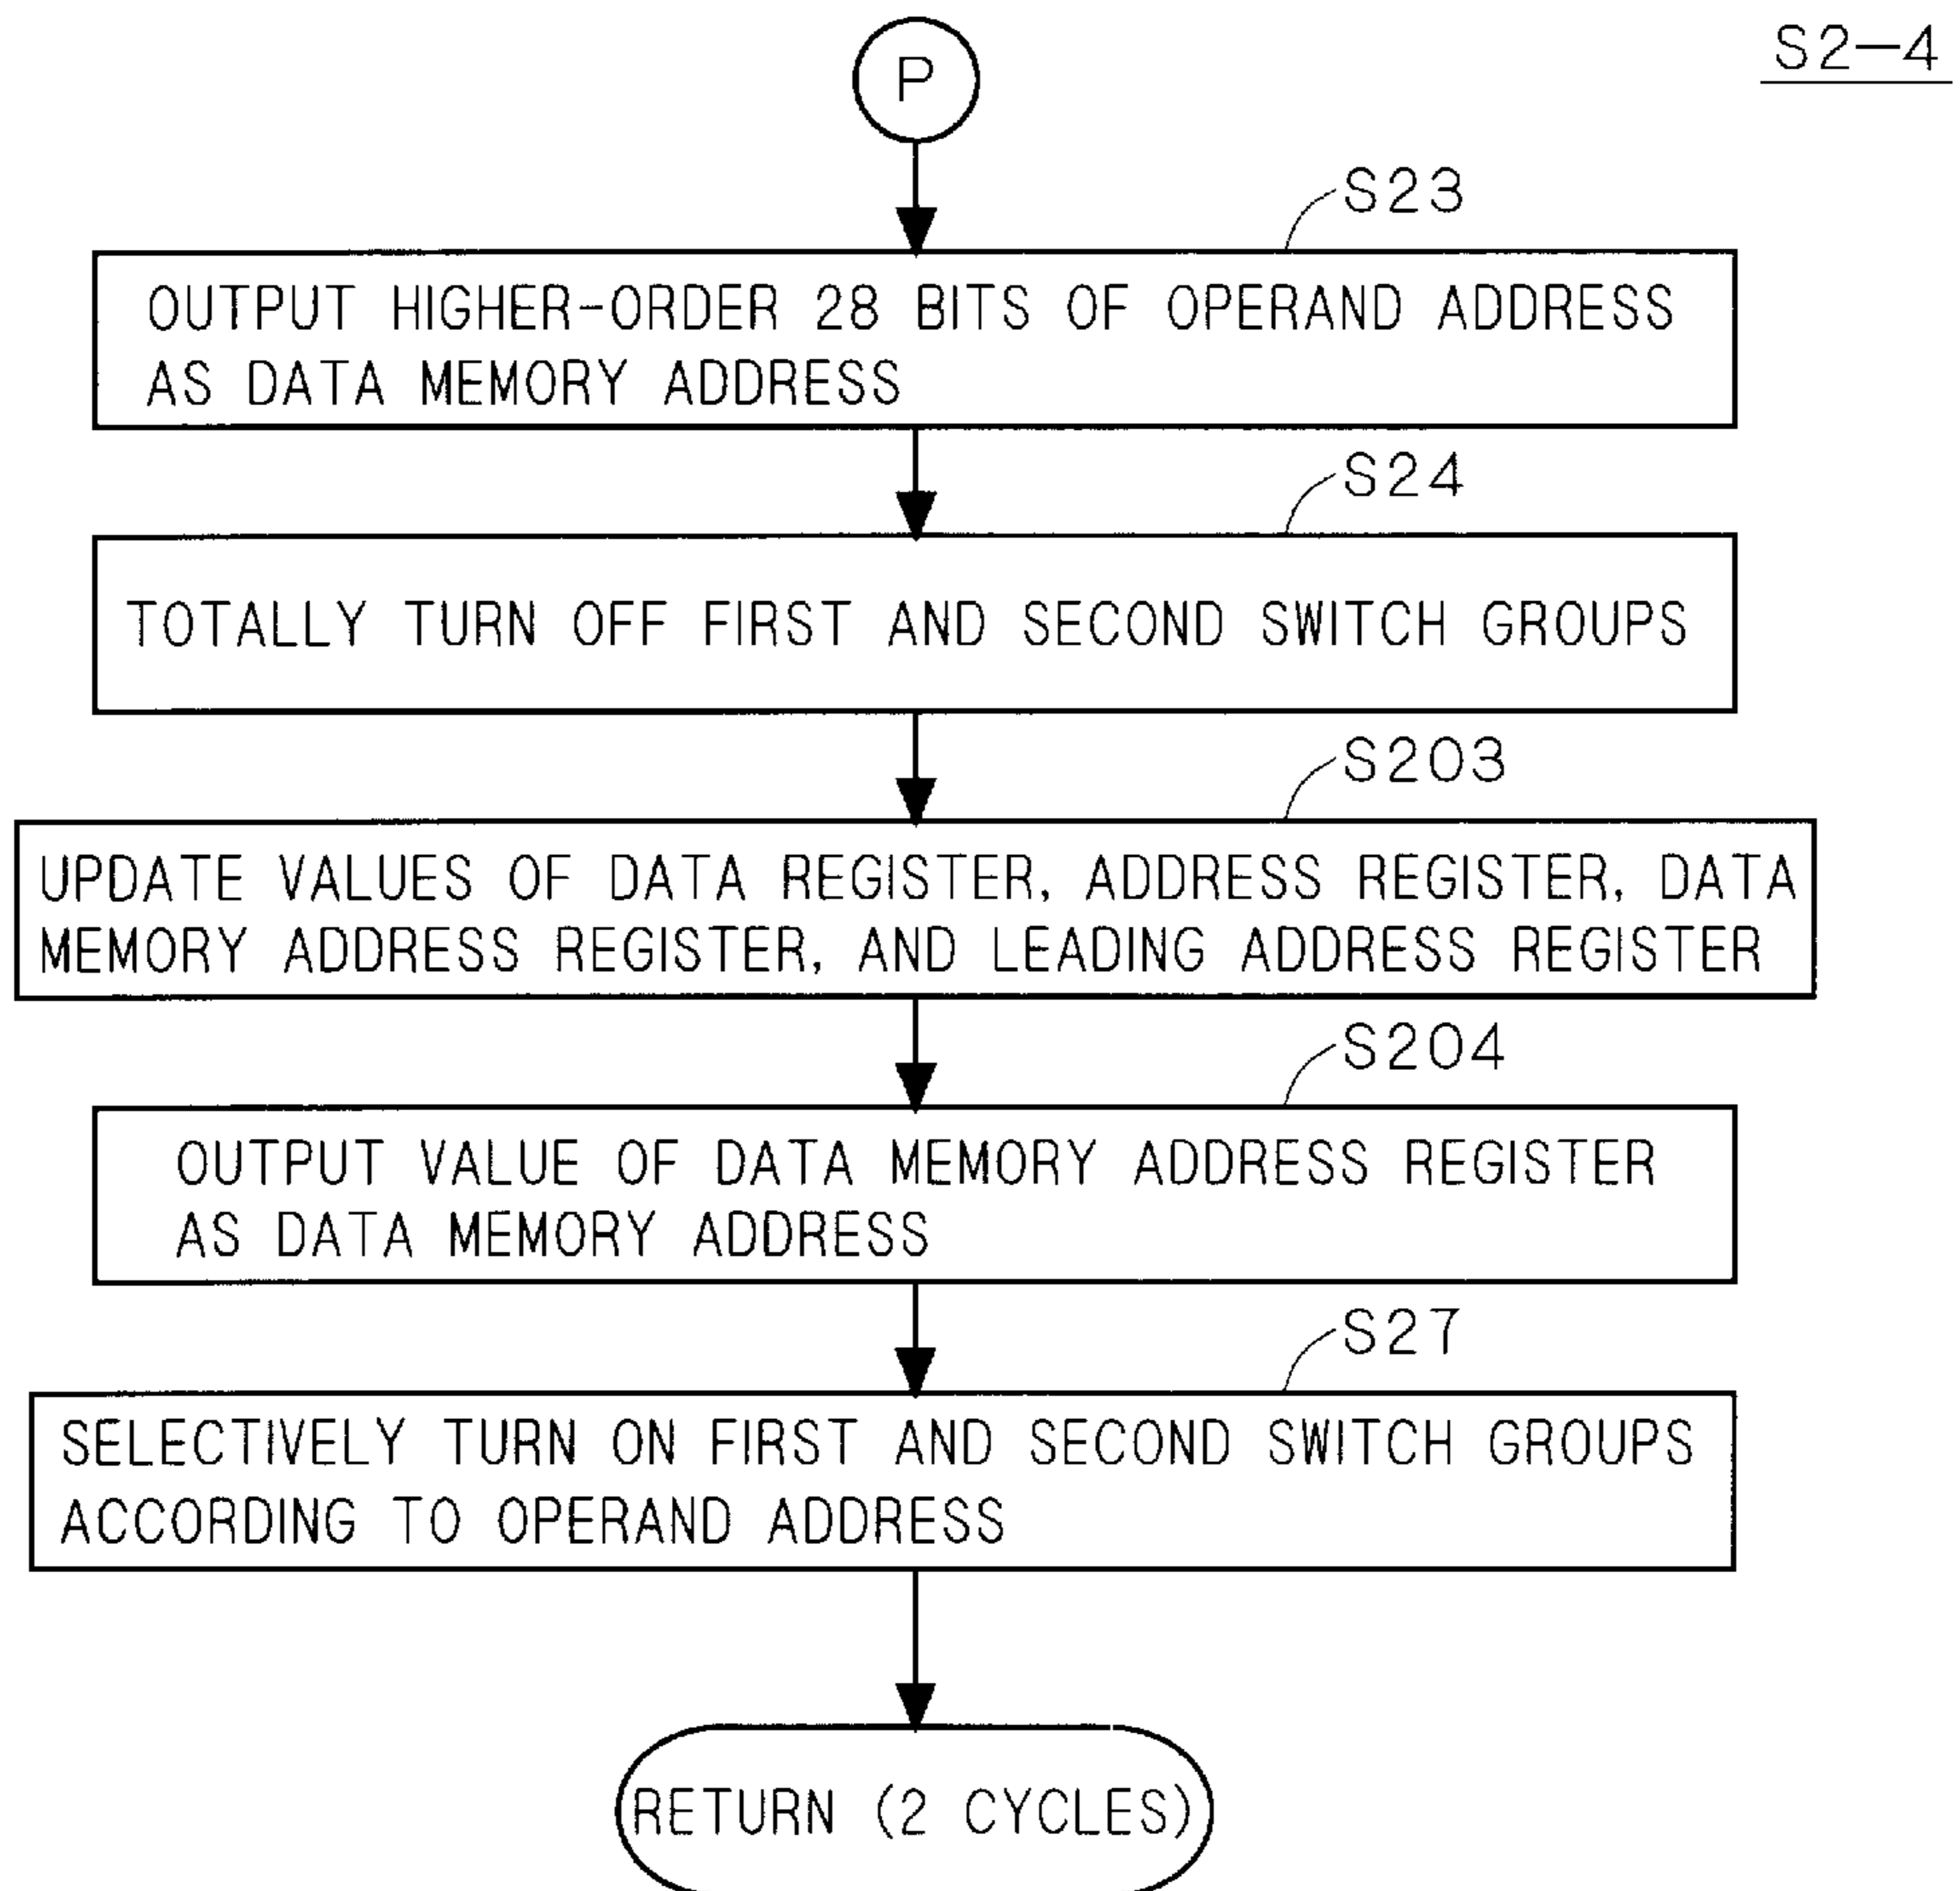 S2-4
P
S23
OUTPUT HIGHER-ORDER 28 BITS OF OPERAND ADDRESS
AS DATA MEMORY ADDRESS
S24
TOTALLY TURN OFF FIRST AND SECOND SWITCH GROUPS
S203
UPDATE VALUES OF DATA REGISTER, ADDRESS REGISTER, DATA
MEMORY ADDRESS REGISTER, AND LEADING ADDRESS REGISTER
S204
OUTPUT VALUE OF DATA MEMORY ADDRESS REGISTER
AS DATA MEMORY ADDRESS
S27
SELECTIVELY TURN ON FIRST AND SECOND SWITCH GROUPS
ACCORDING TO OPERAND ADDRESS
RETURN (2 CYCLES)